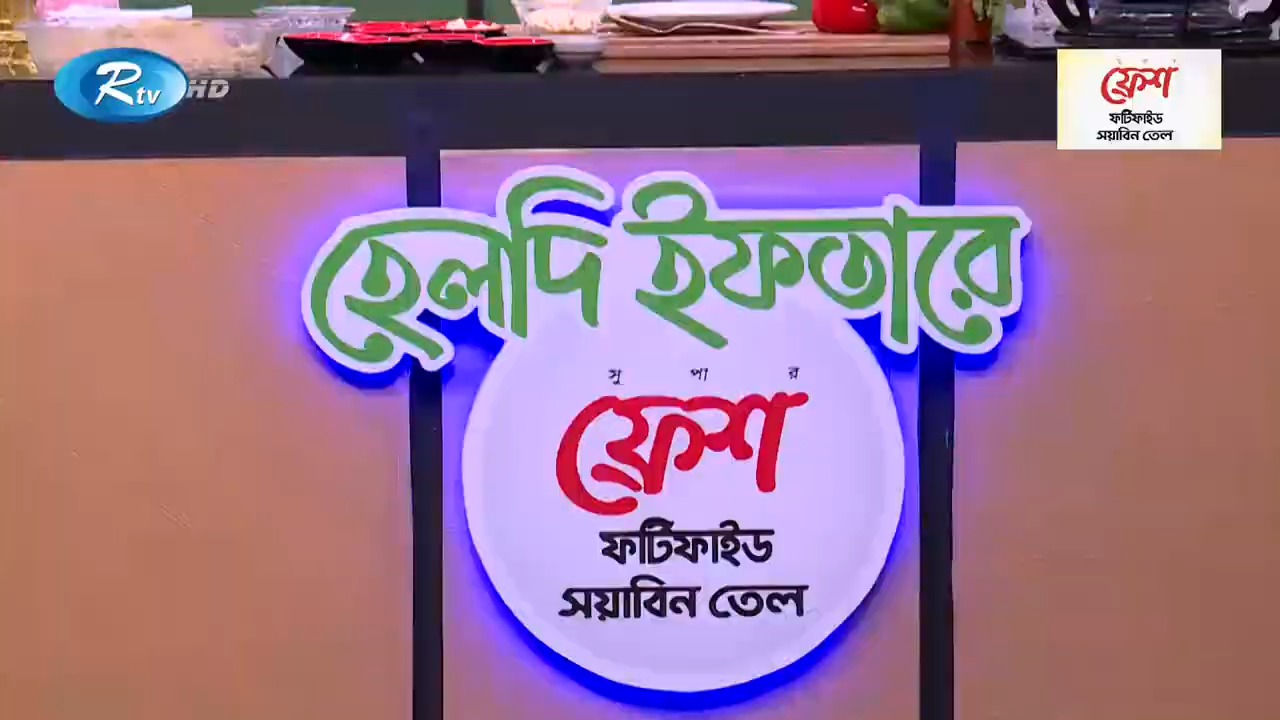 Rtv HD
ফ্রেশ
ফর্টিফাইড
সয়াবিন তেল
হেলদি ইফতারে
সুপার
ফ্রেশ
ফর্টিফাইড
সয়াবিন তেল